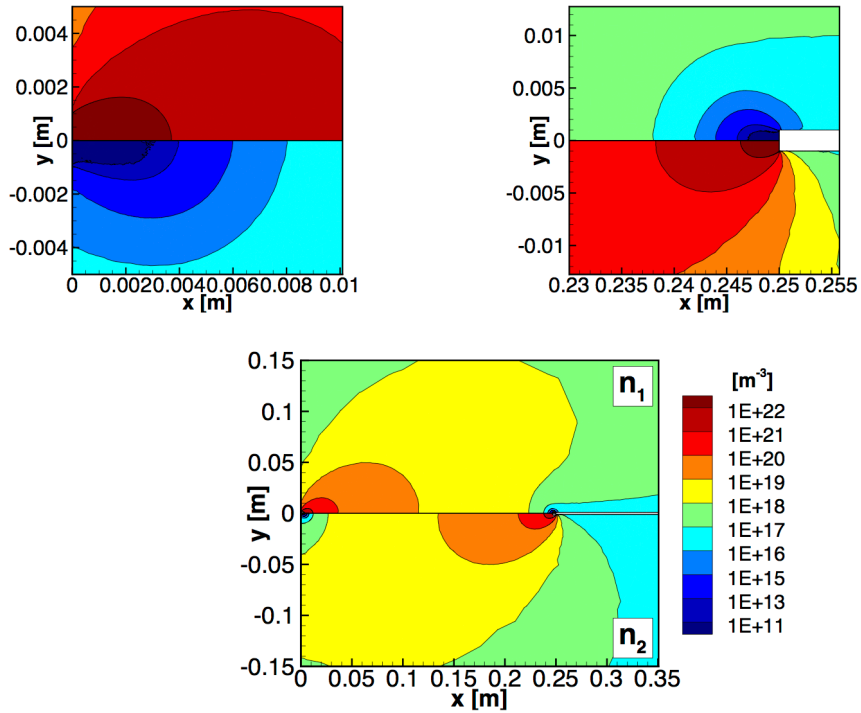 0.004
0.002
0
-0.002
-0.004
y [m]
0 0.002 0.004 0.006 0.008 0.01
x [m]
0.01
0.005
0
-0.005
-0.01
y [m]
0.23 0.235 0.24 0.245 0.25 0.255
x [m]
0.15
0.1
0.05
0
-0.05
-0.1
-0.15
y [m]
n1
n2
0 0.05 0.1 0.15 0.2 0.25 0.3 0.35
x [m]
[m-3]
1E+22
1E+21
1E+20
1E+19
1E+18
1E+17
1E+16
1E+15
1E+13
1E+11